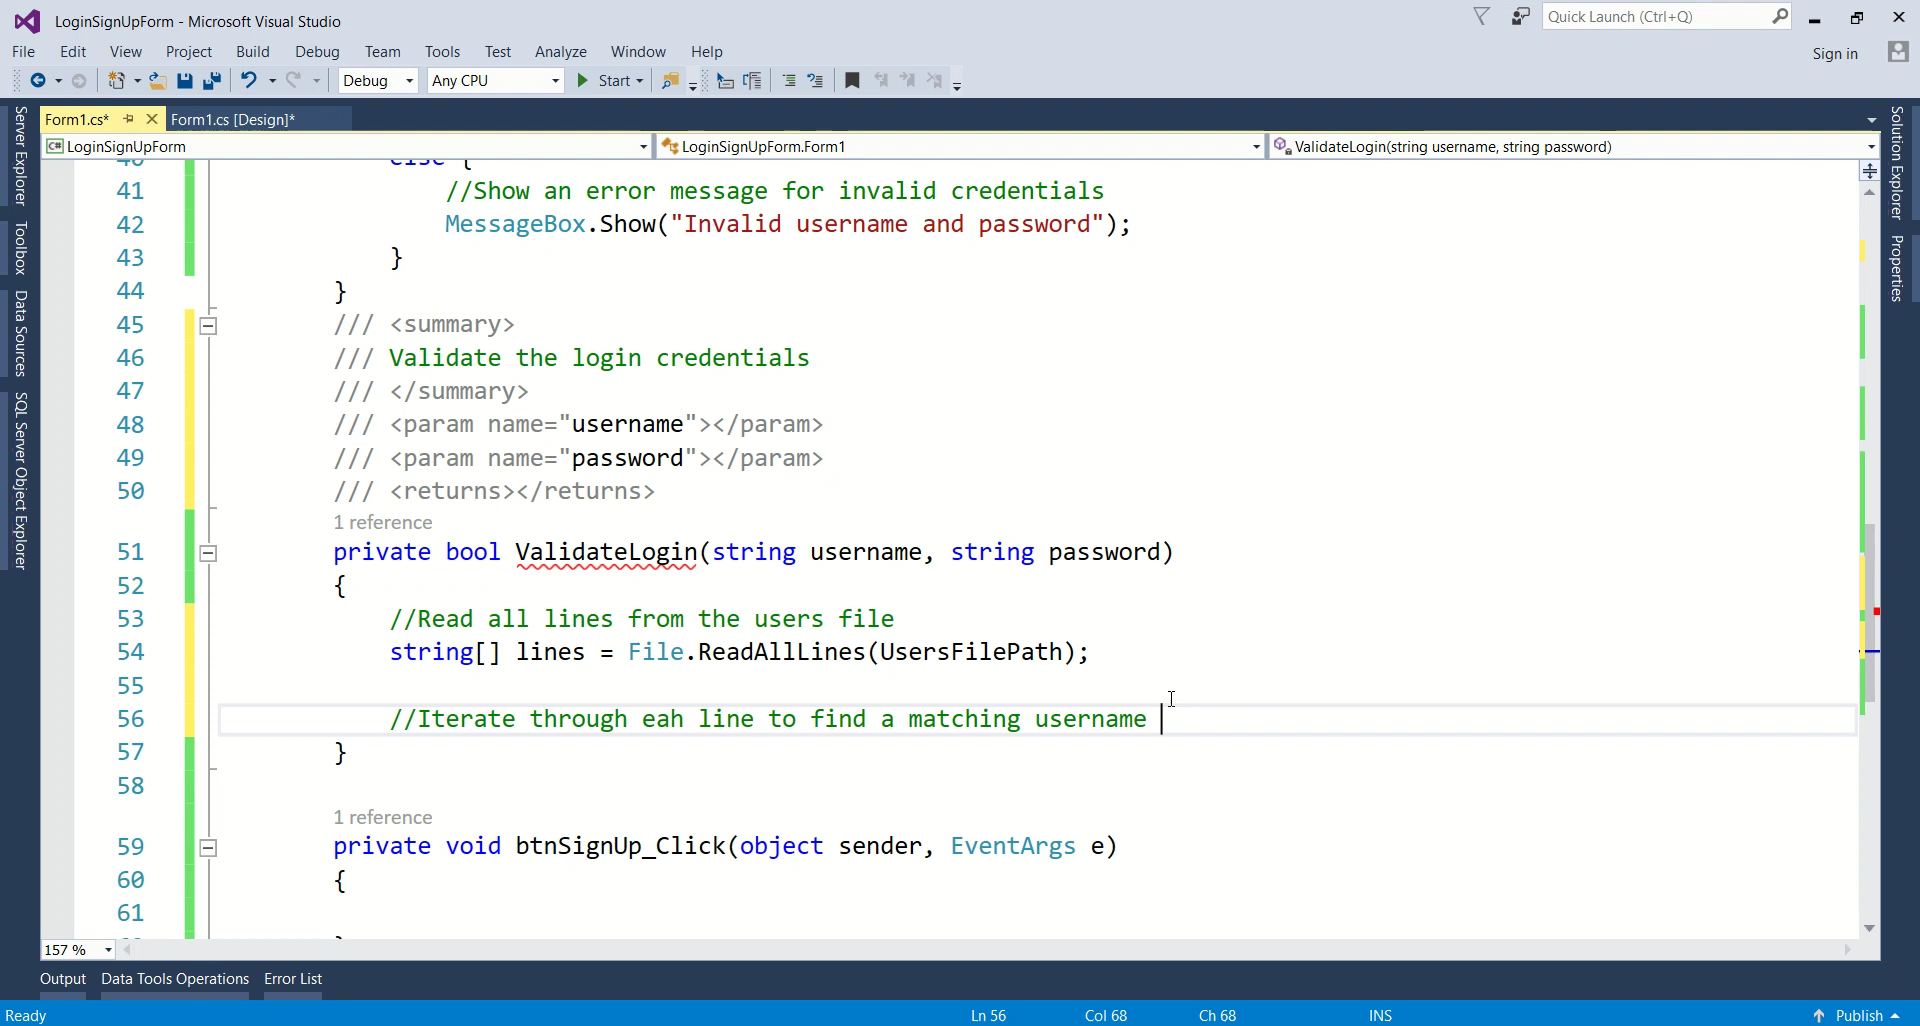 LoginSignUpForm - Microsoft Visual Studio
Quick Launch (Ctrl+Q)
File Edit View Project Build Debug Team Tools Test Analyze Window Help
Sign in
Debug Any CPU Start
Form1.cs* Form1.cs [Design]*
C# LoginSignUpForm LoginSignUpForm.Form1 ValidateLogin(string username, string password)
Server Explorer
Toolbox
Data Sources
SQL Server Object Explorer
Solution Explorer
Properties
40 else {
41 //Show an error message for invalid credentials
42 MessageBox.Show("Invalid username and password");
43 }
44 }
45 /// <summary>
46 /// Validate the login credentials
47 /// </summary>
48 /// <param name="username"></param>
49 /// <param name="password"></param>
50 /// <returns></returns>
1 reference
51 private bool ValidateLogin(string username, string password)
52 {
53 //Read all lines from the users file
54 string[] lines = File.ReadAllLines(UsersFilePath);
55
56 //Iterate through eah line to find a matching username
57 }
58
1 reference
59 private void btnSignUp_Click(object sender, EventArgs e)
60 {
61
157 %
Output Data Tools Operations Error List
Ready Ln 56 Col 68 Ch 68 INS Publish